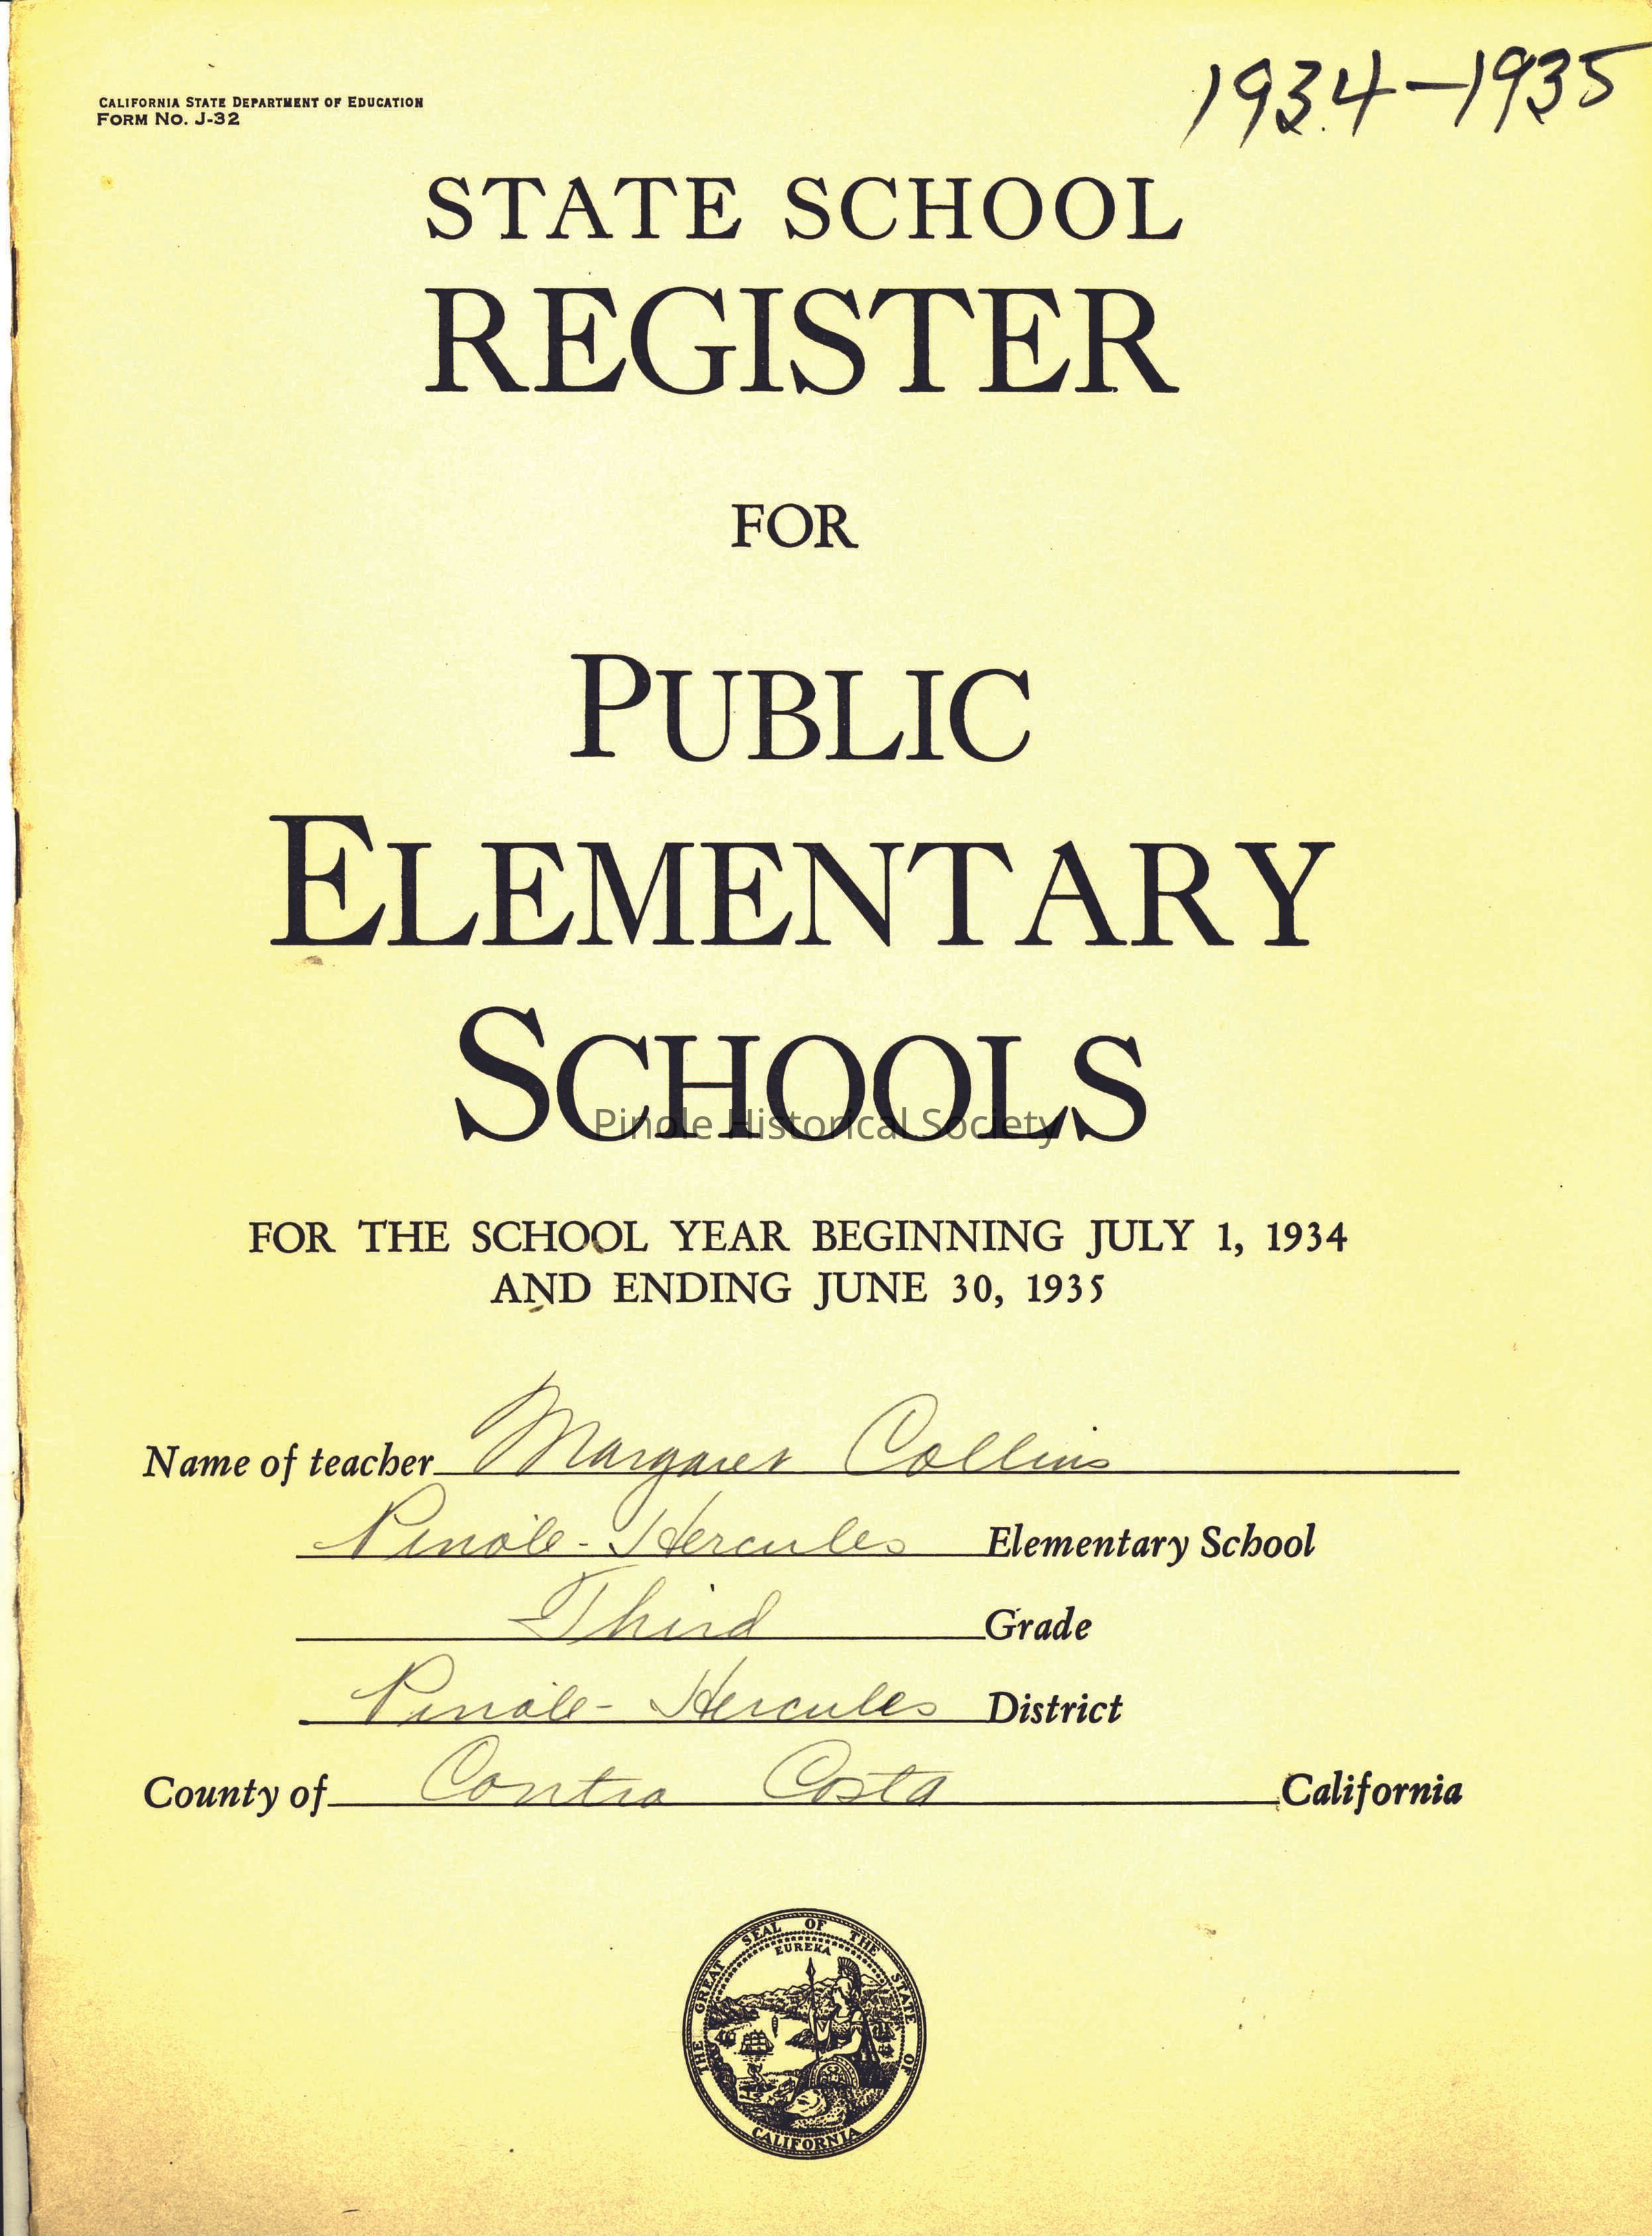 CALIFORNIA STATE DEPARTMENT OF EDUCATION
FORM NO. J-32
1934-1935
STATE SCHOOL
REGISTER
FOR
PUBLIC
ELEMENTARY
SCHOOLS
Pinole Historical Society
FOR THE SCHOOL YEAR BEGINNING JULY 1, 1934
AND ENDING JUNE 30, 1935
Name of teacher Margaret Collins
Pinole-Hercules Elementary School
Third Grade
Pinole-Hercules District
County of Contra Costa California
THE GREAT SEAL OF THE STATE OF CALIFORNIA
EUREKA